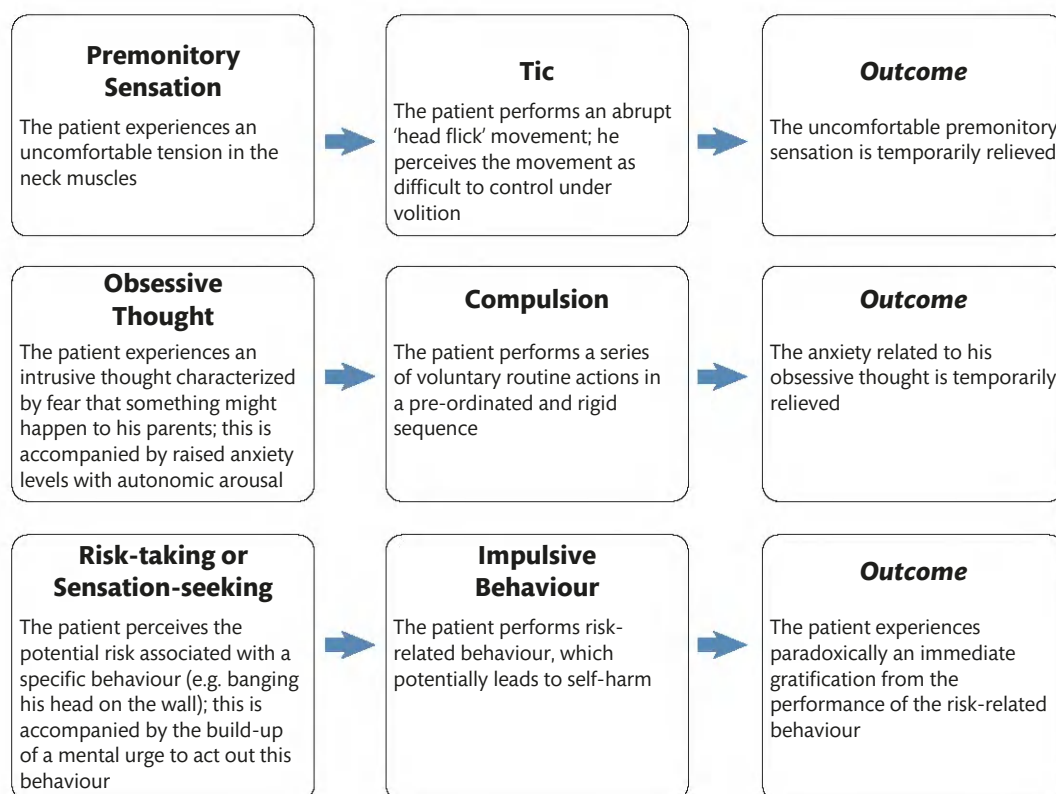 Premonitory
Sensation
The patient experiences an
uncomfortable tension in the
neck muscles
Tic
The patient performs an abrupt
‘head flick’ movement; he
perceives the movement as
difficult to control under
volition
Outcome
The uncomfortable premonitory
sensation is temporarily relieved
Obsessive
Thought
The patient experiences an
intrusive thought characterized
by fear that something might
happen to his parents; this is
accompanied by raised anxiety
levels with autonomic arousal
Compulsion
The patient performs a series
of voluntary routine actions in
a pre-ordinated and rigid
sequence
Outcome
The anxiety related to his
obsessive thought is temporarily
relieved
Risk-taking or
Sensation-seeking
The patient perceives the
potential risk associated with a
specific behaviour (e.g. banging
his head on the wall); this is
accompanied by the build-up
of a mental urge to act out this
behaviour
Impulsive
Behaviour
The patient performs risk-
related behaviour, which
potentially leads to self-harm
Outcome
The patient experiences
paradoxically an immediate
gratification from the
performance of the risk-related
behaviour